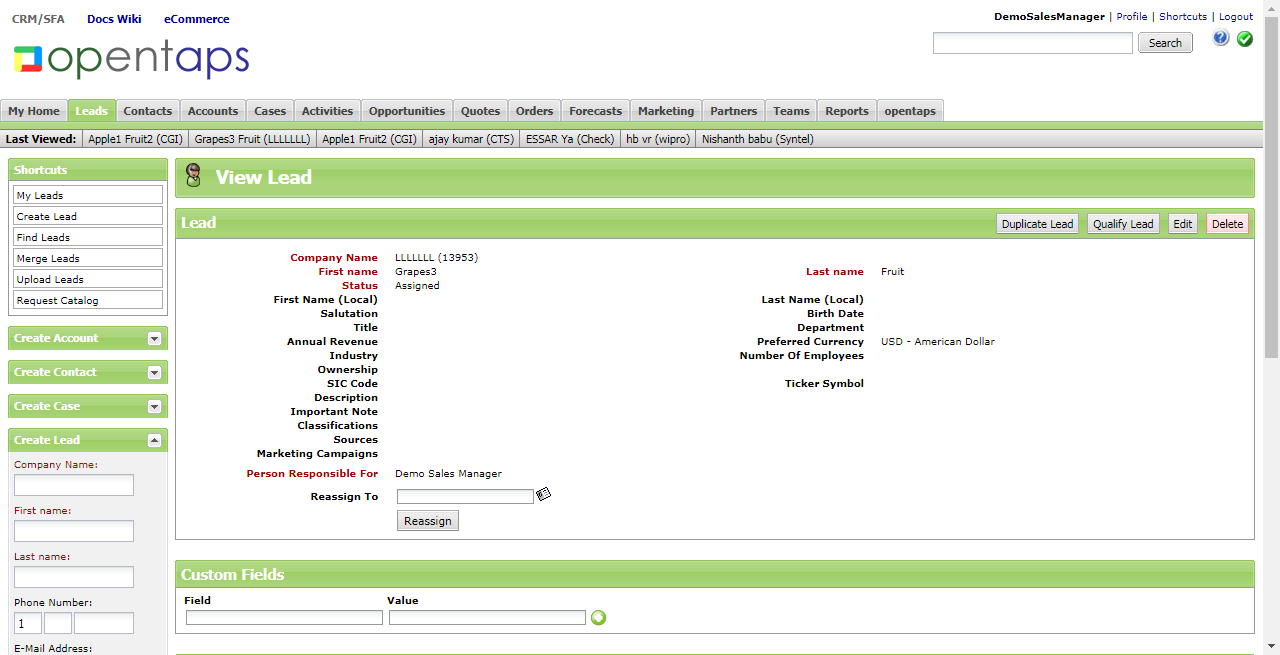 CRM/SFA Docs Wiki eCommerce
DemoSalesManager | Profile | Shortcuts | Logout
opentaps
Search
My Home Leads Contacts Accounts Cases Activities Opportunities Quotes Orders Forecasts Marketing Partners Teams Reports opentaps
Last Viewed: Apple1 Fruit2 (CGI) Grapes3 Fruit (LLLLLLL) Apple1 Fruit2 (CGI) ajay kumar (CTS) ESSAR Ya (Check) hb vr (wipro) Nishanth babu (Syntel)
Shortcuts
My Leads
Create Lead
Find Leads
Merge Leads
Upload Leads
Request Catalog
Create Account
Create Contact
Create Case
Create Lead
Company Name:
First name:
Last name:
Phone Number:
1
E-Mail Address:
View Lead
Lead
Duplicate Lead Qualify Lead Edit Delete
Company Name LLLLLLL (13953)
First name Grapes3 Last name Fruit
Status Assigned
First Name (Local) Last Name (Local)
Salutation Birth Date
Title Department
Annual Revenue Preferred Currency USD - American Dollar
Industry Number Of Employees
Ownership
SIC Code Ticker Symbol
Description
Important Note
Classifications
Sources
Marketing Campaigns
Person Responsible For Demo Sales Manager
Reassign To
Reassign
Custom Fields
Field Value